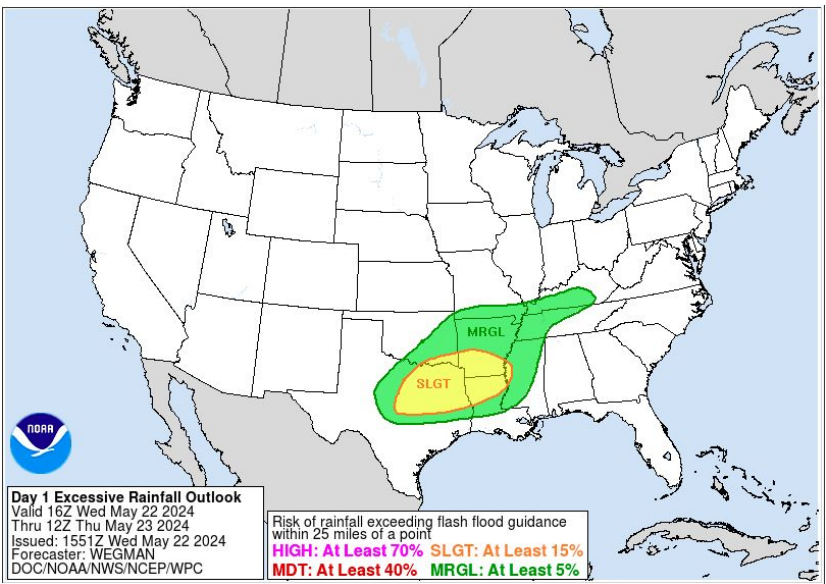 MRGL
SLGT
NOAA
Day 1 Excessive Rainfall Outlook
Valid 16Z Wed May 22 2024
Thru 12Z Thu May 23 2024
Issued: 1551Z Wed May 22 2024
Forecaster: WEGMAN
DOC/NOAA/NWS/NCEP/WPC
Risk of rainfall exceeding flash flood guidance
within 25 miles of a point
HIGH: At Least 70% SLGT: At Least 15%
MDT: At Least 40% MRGL: At Least 5%